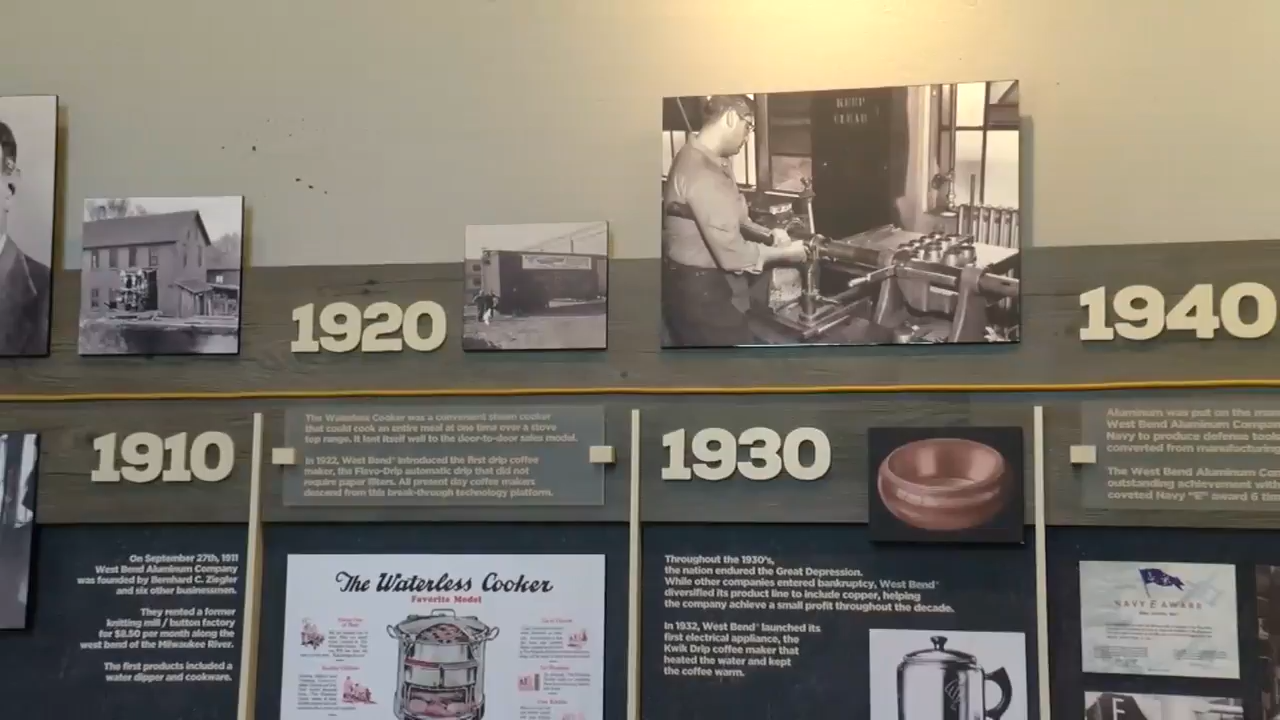 KEEP
CLEAR
1920
1940
1910
On September 27th, 1911
West Bend Aluminum Company
was founded by Bernhard C. Ziegler
and six other businessmen.
They rented a former
knitting mill / button factory
for $8.50 per month along the
west band of the Milwaukee River.
The first products included a
water dipper and cookware.
The Waterless Cooker was a convenient steam cooker
that could cook an entire meal at one time over a stove
top range. It lent itself well to the door-to-door sales model.
In 1922, West Bend® introduced the first drip coffee
maker, the Flavo-Drip automatic drip that did not
require paper filters. All present day coffee makers
descend from this break-through technology platform.
The Waterless Cooker
Favorite Model
1930
Throughout the 1930's,
the nation endured the Great Depression.
While other companies entered bankruptcy, West Bend®
diversified its product line to include copper, helping
the company achieve a small profit throughout the decade.
In 1932, West Bend® launched its
first electrical appliance, the
Kwik Drip coffee maker that
heated the water and kept
the coffee warm.
Aluminum was put on the
West Bend Aluminum
Navy to produce defense
converted from manufacturing
The West Bend Aluminum
outstanding achievement with
coveted Navy "E" award 6
NAVY E AWARD
E